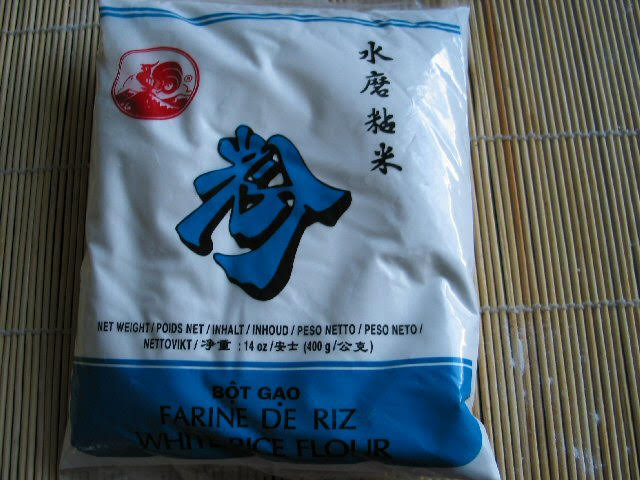 水磨粘米
粉
®
NET WEIGHT / POIDS NET / INHALT / INHOUD / PESO NETTO / PESO NETO /
NETTOVIKT / 净重 : 14 oz /安士 (400 g /公克)
BỘT GẠO
FARINE DE RIZ
WHITE RICE FLOUR